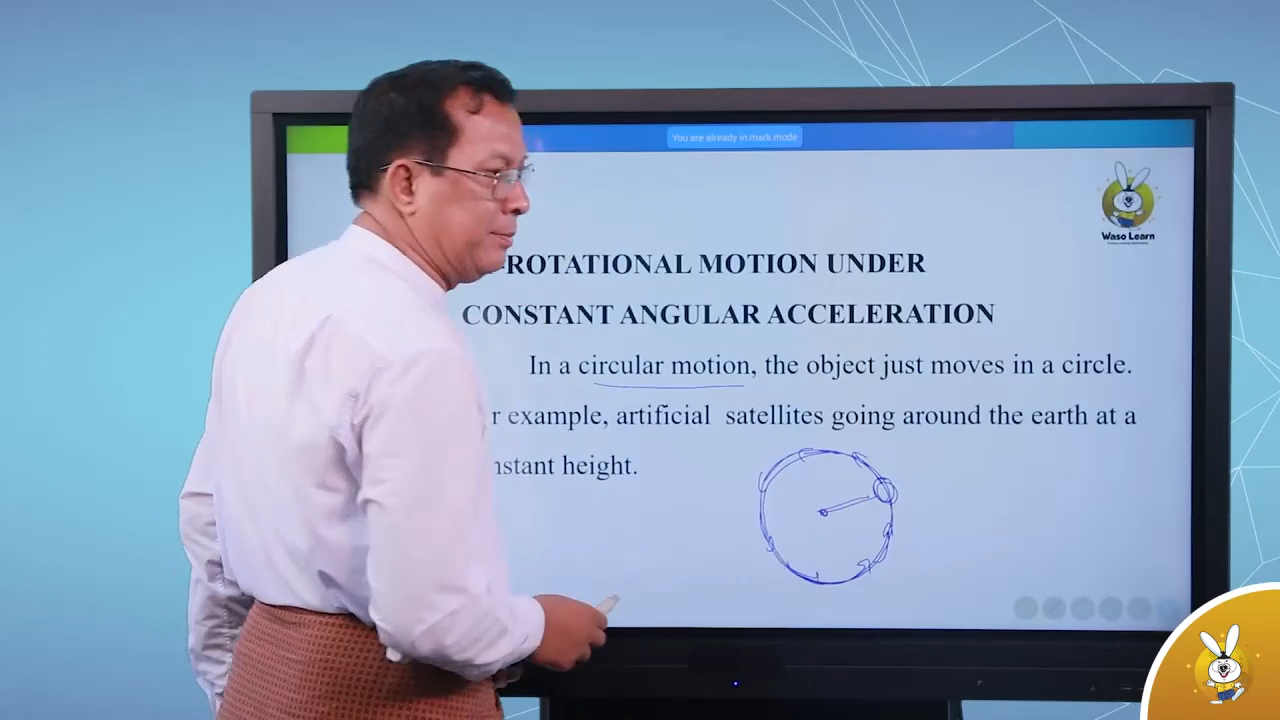 You are already in mark mode
Waso Learn
ROTATIONAL MOTION UNDER
CONSTANT ANGULAR ACCELERATION
In a circular motion, the object just moves in a circle.
example, artificial satellites going around the earth at a
height.